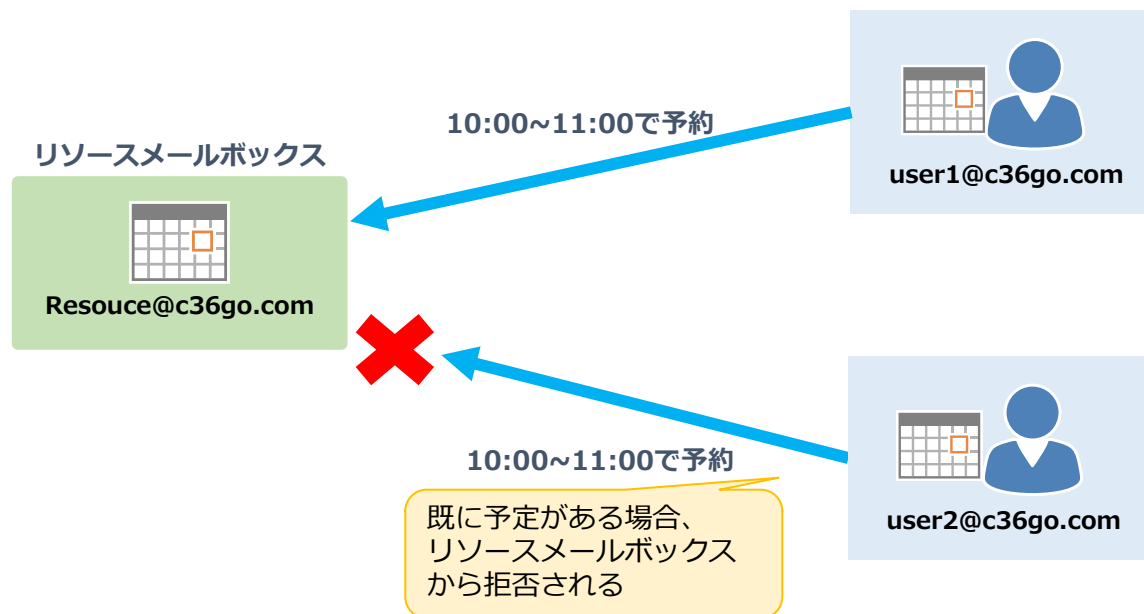 10:00~11:00で予約
user1@c36go.com
リソースメールボックス
Resouce@c36go.com
10:00~11:00で予約
既に予定がある場合、
リソースメールボックス
から拒否される
user2@c36go.com